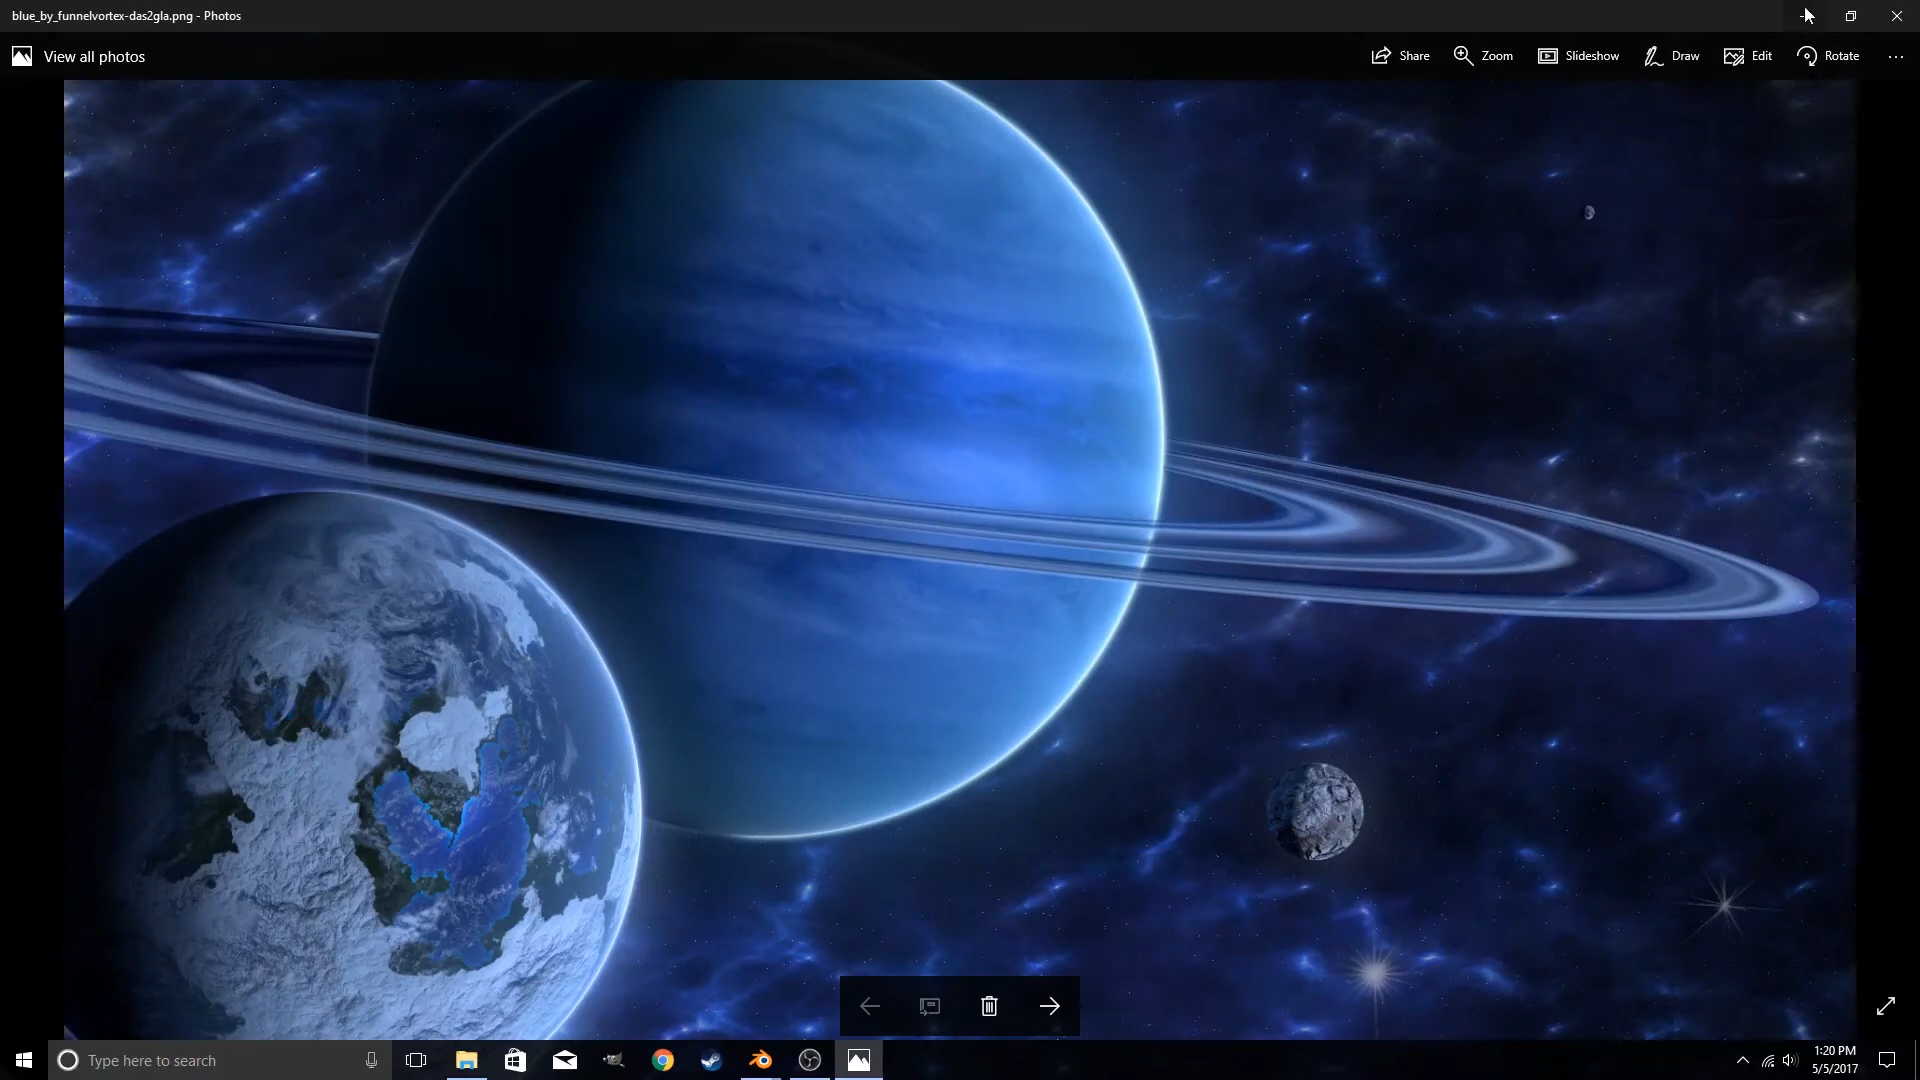 blue_by_funnelvortex-das2gla.png - Photos
View all photos
Share
Zoom
Slideshow
Draw
Edit
Rotate
Type here to search
1:20 PM
5/5/2017